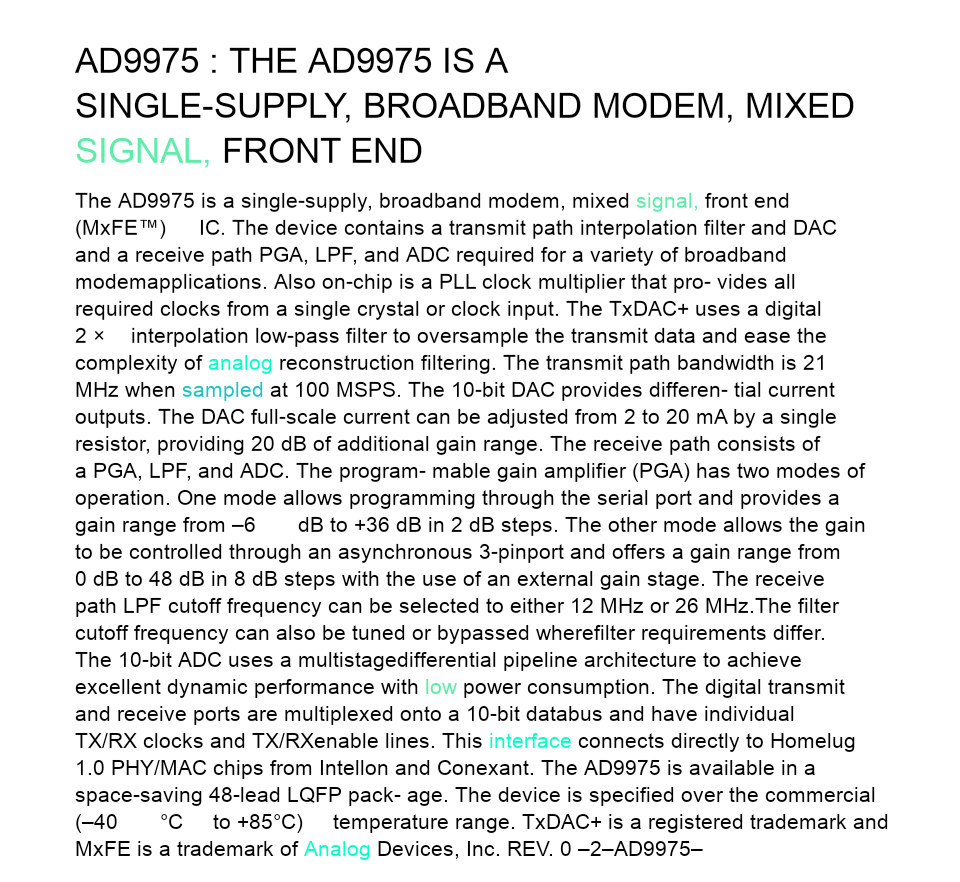 AD9975 : THE AD9975 IS A
SINGLE-SUPPLY, BROADBAND MODEM, MIXED
SIGNAL, FRONT END
The AD9975 is a single-supply, broadband modem, mixed signal, front end
(MxFE™) IC. The device contains a transmit path interpolation filter and DAC
and a receive path PGA, LPF, and ADC required for a variety of broadband
modemapplications. Also on-chip is a PLL clock multiplier that pro- vides all
required clocks from a single crystal or clock input. The TxDAC+ uses a digital
2 × interpolation low-pass filter to oversample the transmit data and ease the
complexity of analog reconstruction filtering. The transmit path bandwidth is 21
MHz when sampled at 100 MSPS. The 10-bit DAC provides differen- tial current
outputs. The DAC full-scale current can be adjusted from 2 to 20 mA by a single
resistor, providing 20 dB of additional gain range. The receive path consists of
a PGA, LPF, and ADC. The program- mable gain amplifier (PGA) has two modes of
operation. One mode allows programming through the serial port and provides a
gain range from –6 dB to +36 dB in 2 dB steps. The other mode allows the gain
to be controlled through an asynchronous 3-pinport and offers a gain range from
0 dB to 48 dB in 8 dB steps with the use of an external gain stage. The receive
path LPF cutoff frequency can be selected to either 12 MHz or 26 MHz.The filter
cutoff frequency can also be tuned or bypassed wherefilter requirements differ.
The 10-bit ADC uses a multistagedifferential pipeline architecture to achieve
excellent dynamic performance with low power consumption. The digital transmit
and receive ports are multiplexed onto a 10-bit databus and have individual
TX/RX clocks and TX/RXenable lines. This interface connects directly to Homelug
1.0 PHY/MAC chips from Intellon and Conexant. The AD9975 is available in a
space-saving 48-lead LQFP pack- age. The device is specified over the commercial
(–40 °C to +85°C) temperature range. TxDAC+ is a registered trademark and
MxFE is a trademark of Analog Devices, Inc. REV. 0 –2–AD9975–